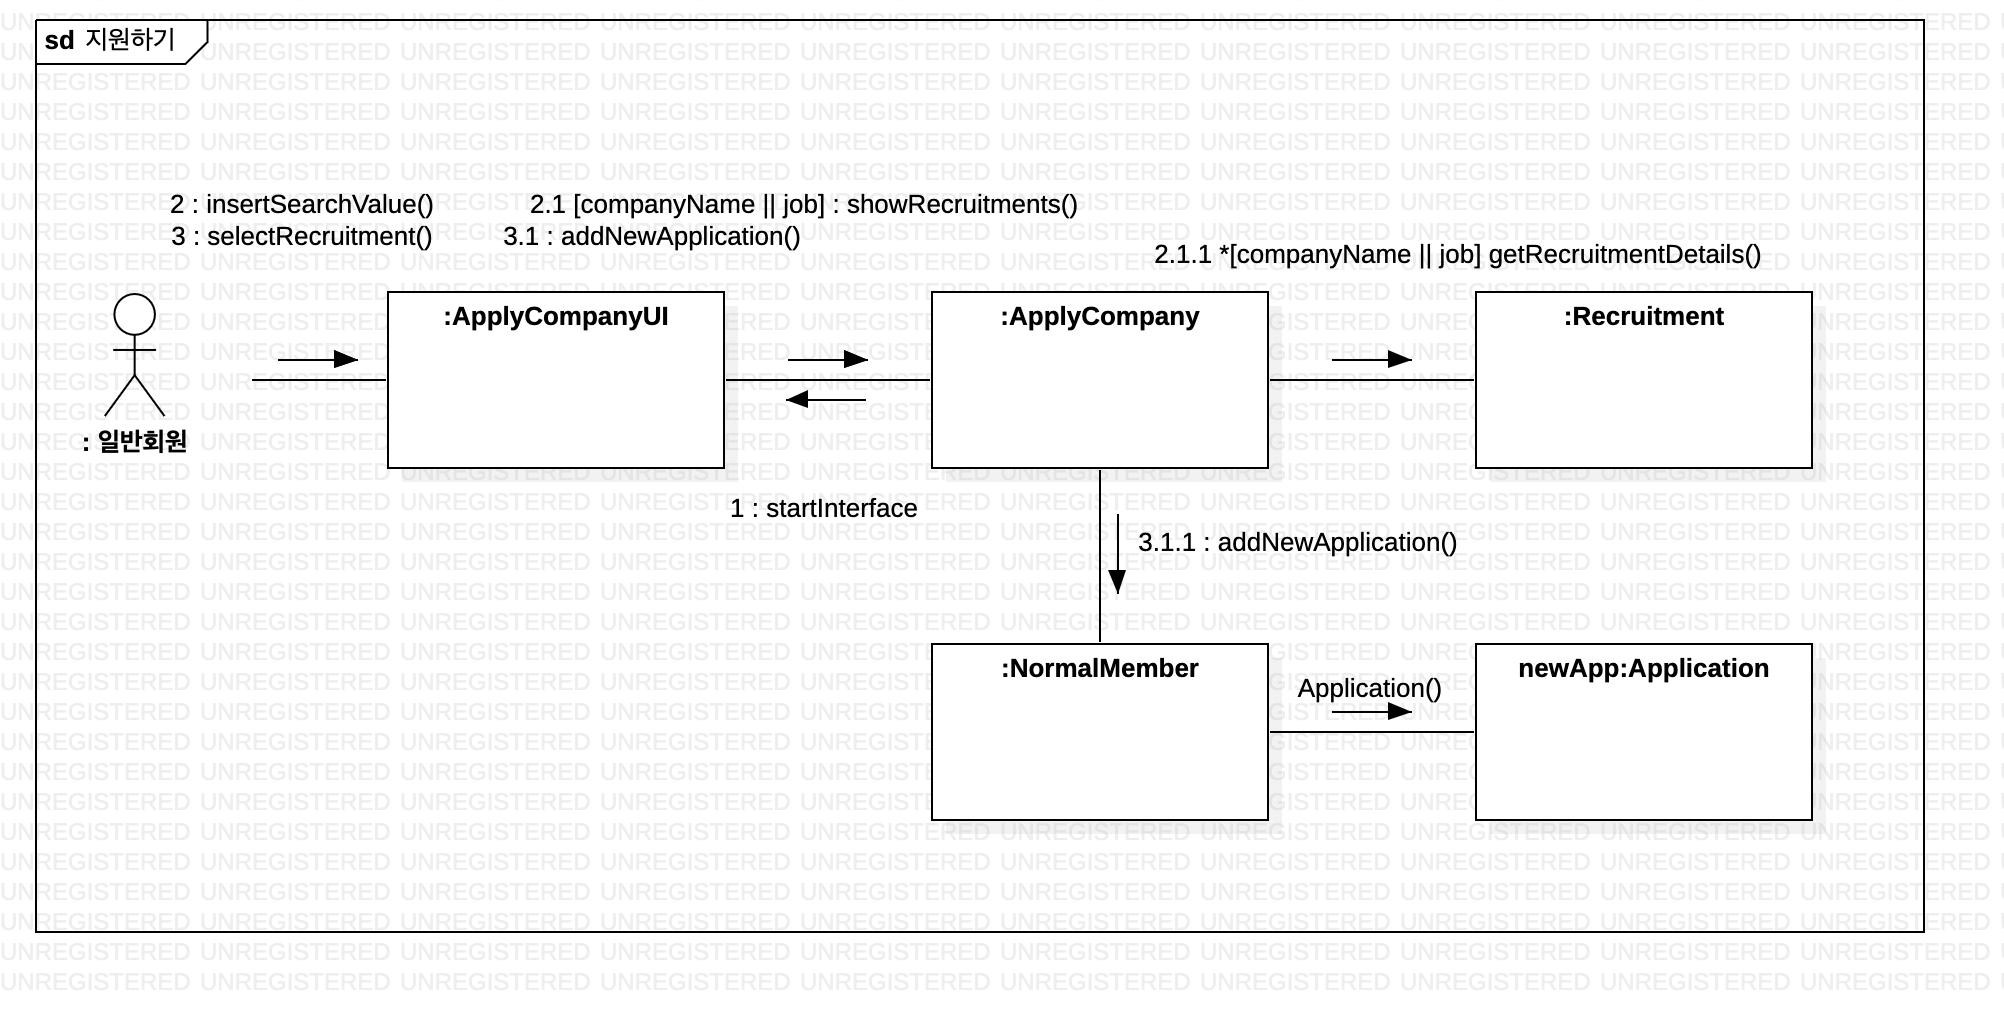 sd 지원하기
2 : insertSearchValue()
3 : selectRecruitment()
2.1 [companyName || job] : showRecruitments()
3.1 : addNewApplication()
2.1.1 *[companyName || job] getRecruitmentDetails()
: 일반회원
:ApplyCompanyUI
:ApplyCompany
:Recruitment
1 : startInterface
3.1.1 : addNewApplication()
:NormalMember
Application()
newApp:Application
UNREGISTERED